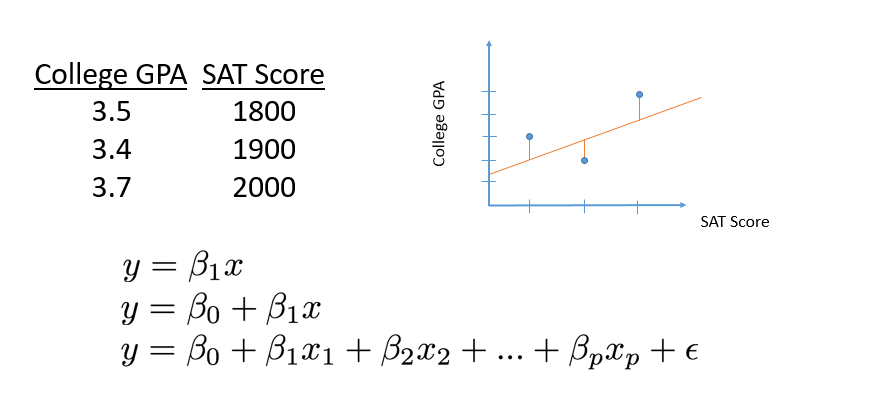 College GPA SAT Score
3.5 1800
3.4 1900
3.7 2000
College GPA
SAT Score
y = β₁x
y = β₀ + β₁x
y = β₀ + β₁x₁ + β₂x₂ + ... + βₚxₚ + ϵ